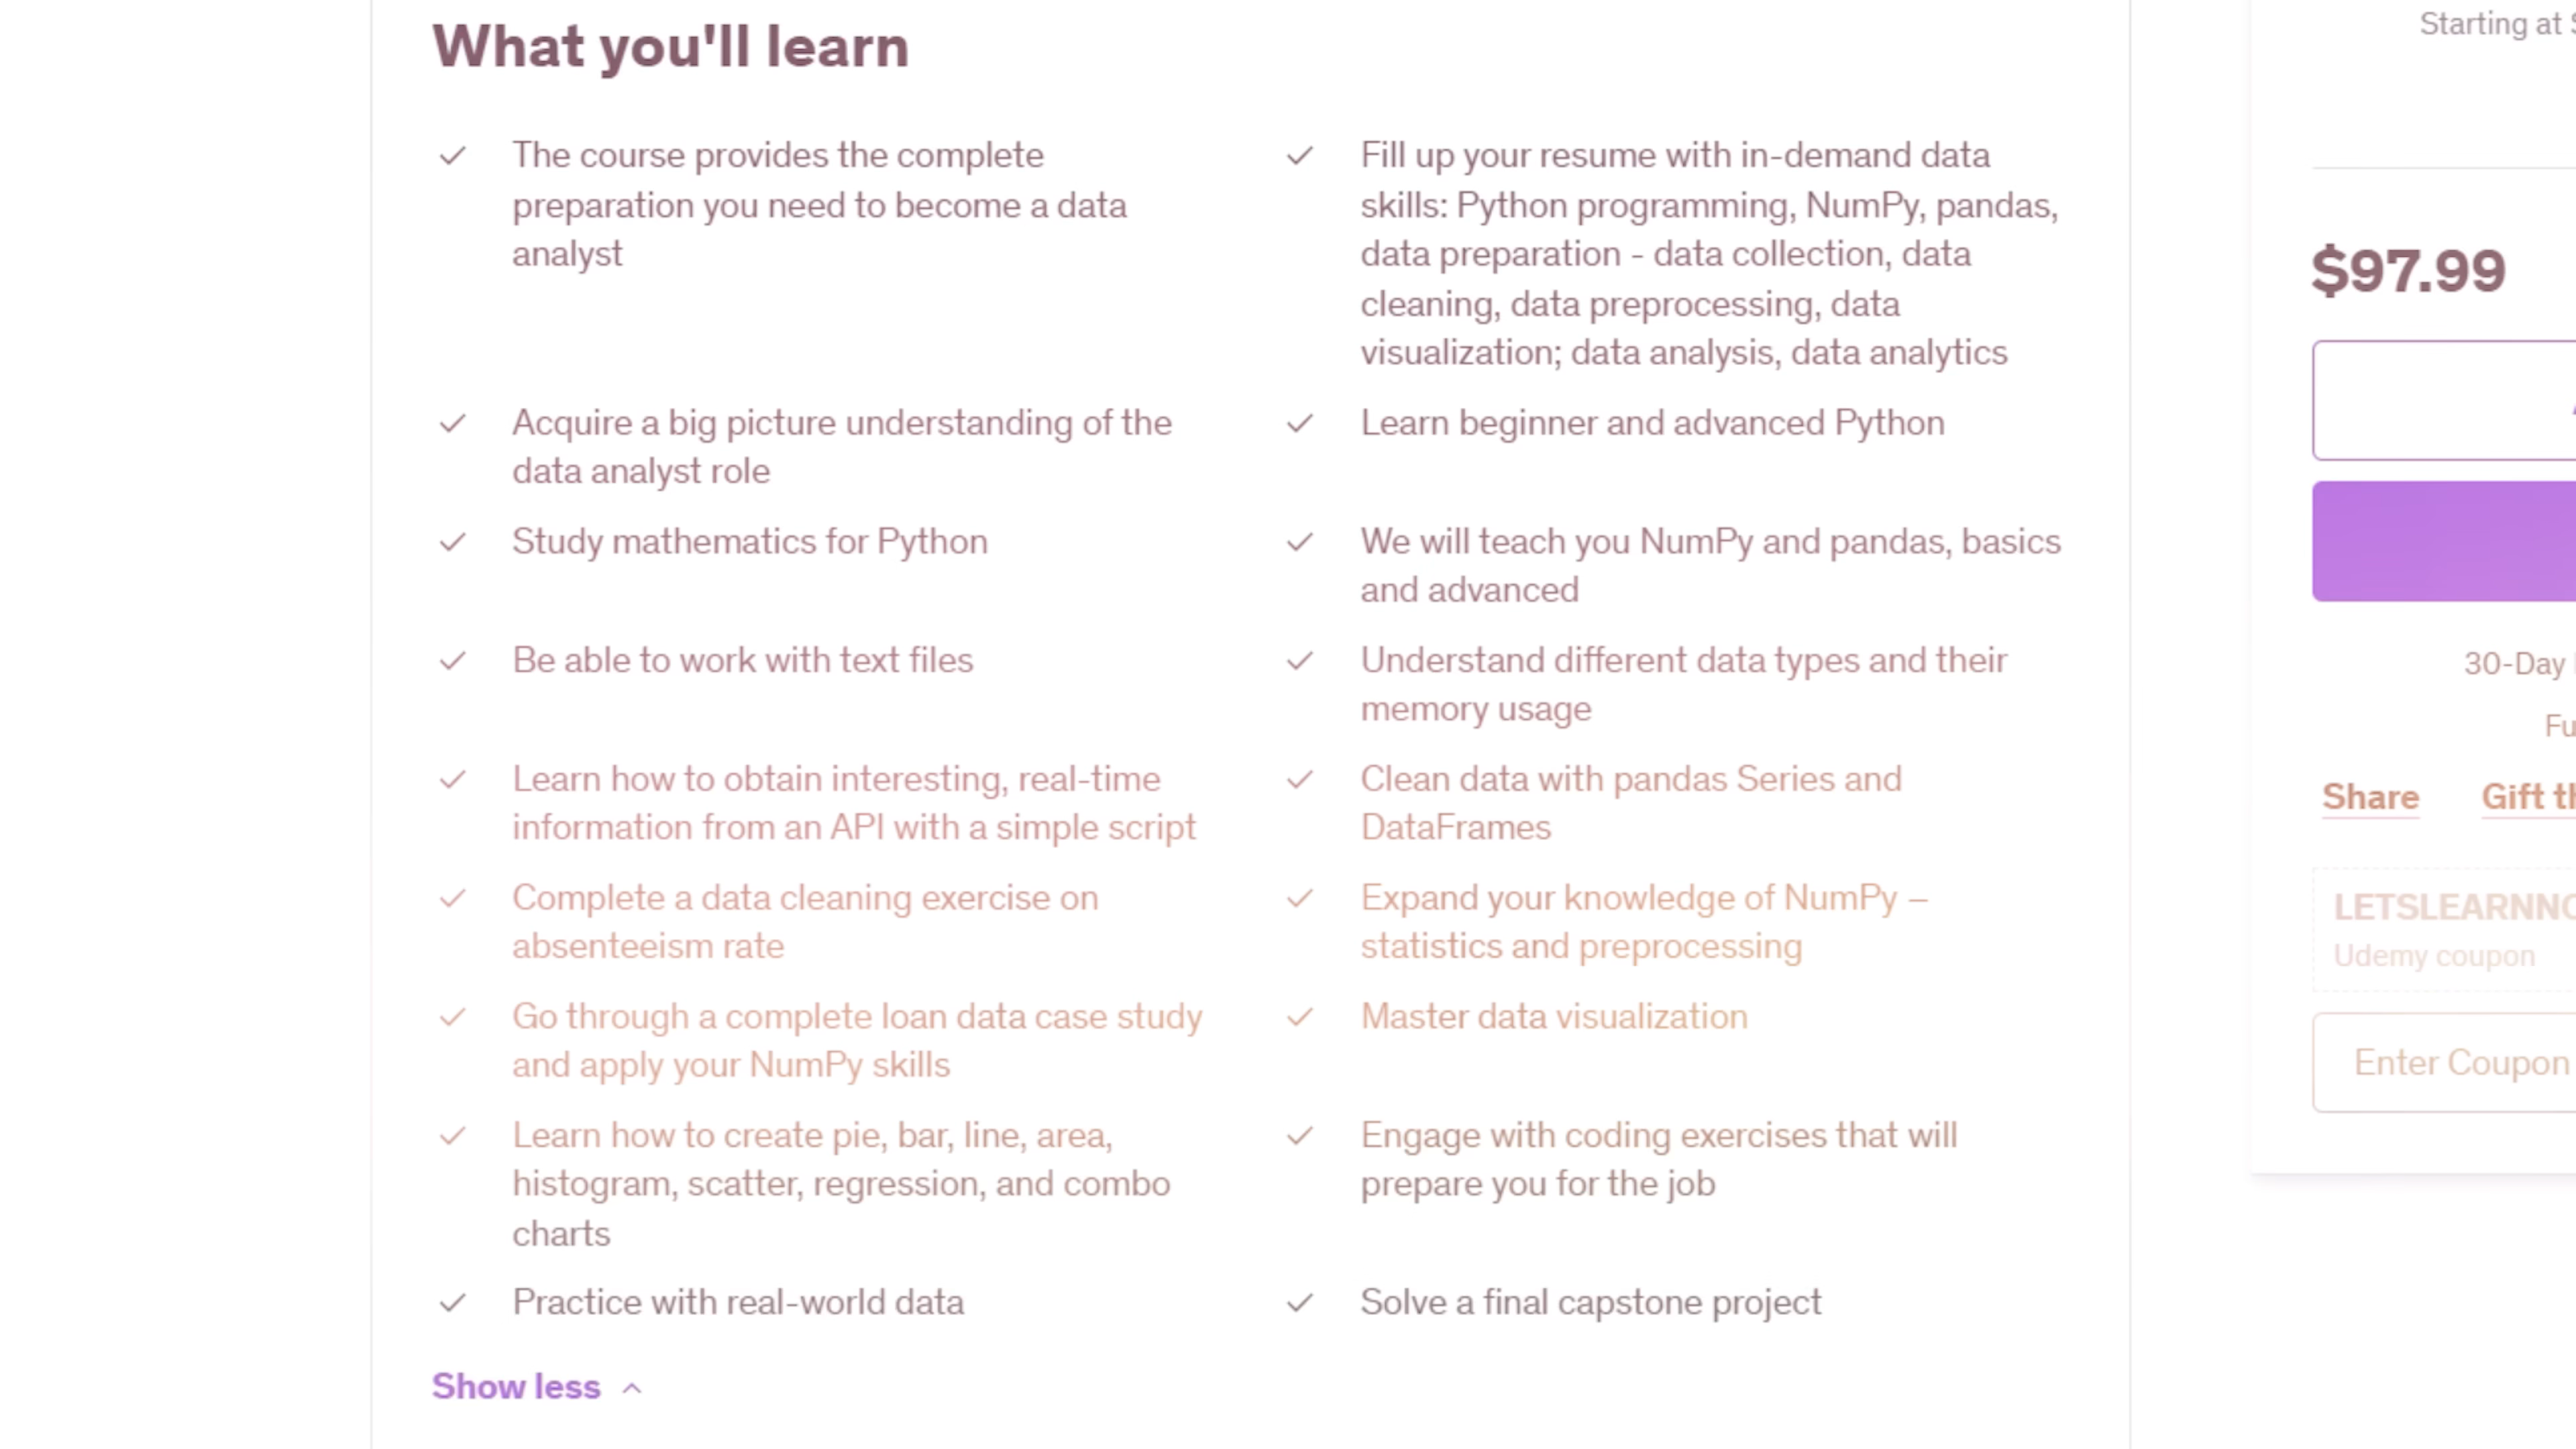 What you'll learn
The course provides the complete
preparation you need to become a data
analyst
Fill up your resume with in-demand data
skills: Python programming, NumPy, pandas,
data preparation - data collection, data
cleaning, data preprocessing, data
visualization; data analysis, data analytics
Acquire a big picture understanding of the
data analyst role
Learn beginner and advanced Python
Study mathematics for Python
We will teach you NumPy and pandas, basics
and advanced
Be able to work with text files
Understand different data types and their
memory usage
Learn how to obtain interesting, real-time
information from an API with a simple script
Clean data with pandas Series and
DataFrames
Complete a data cleaning exercise on
absenteeism rate
Expand your knowledge of NumPy –
statistics and preprocessing
Go through a complete loan data case study
and apply your NumPy skills
Master data visualization
Learn how to create pie, bar, line, area,
histogram, scatter, regression, and combo
charts
Engage with coding exercises that will
prepare you for the job
Practice with real-world data
Solve a final capstone project
Show less
Starting at
$97.99
30-Day
Share
Gift
Udemy coupon
Enter Coupon